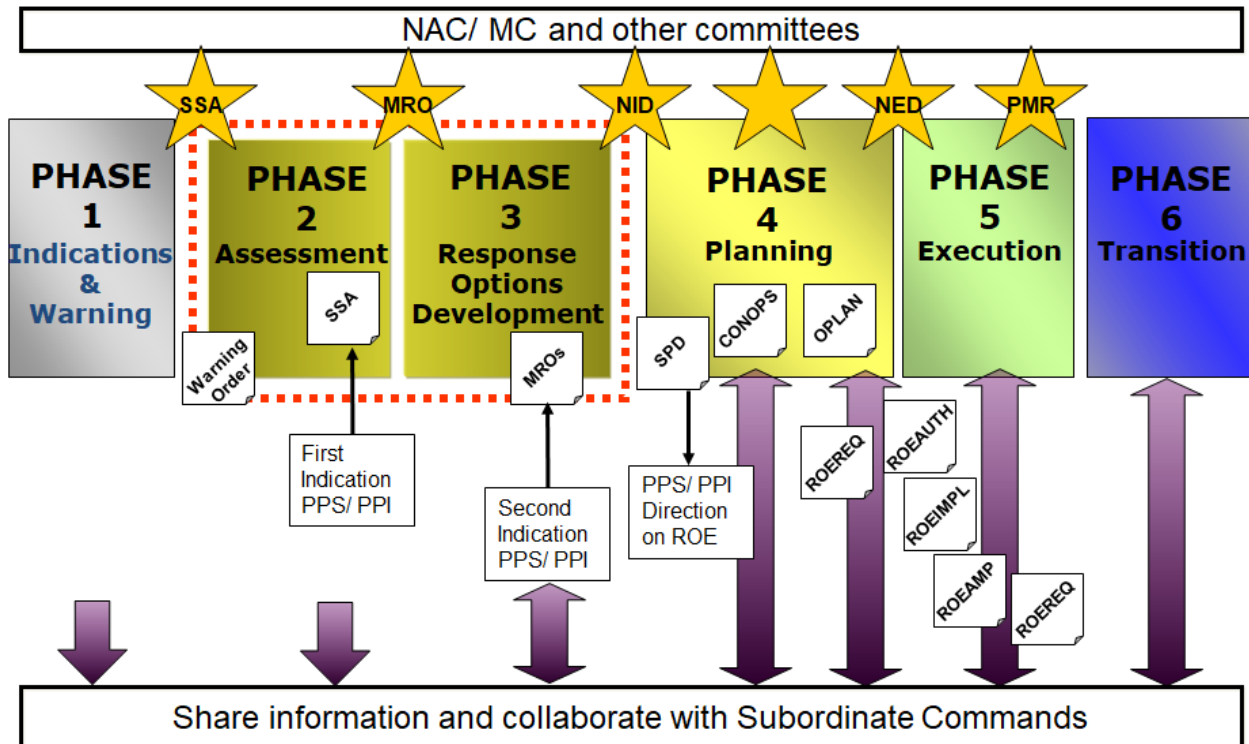 NAC/ MC and other committees
SSA
MRO
NID
NED
PMR
PHASE
1
Indications
&
Warning
PHASE
2
Assessment
PHASE
3
Response
Options
Development
PHASE
4
Planning
PHASE
5
Execution
PHASE
6
Transition
Warning
Order
SSA
MROs
SPD
CONOPS
OPLAN
First
Indication
PPS/ PPI
Second
Indication
PPS/ PPI
PPS/ PPI
Direction
on ROE
ROEREQ
ROEAUTH
ROEIMPL
ROEAMP
ROEREQ
Share information and collaborate with Subordinate Commands